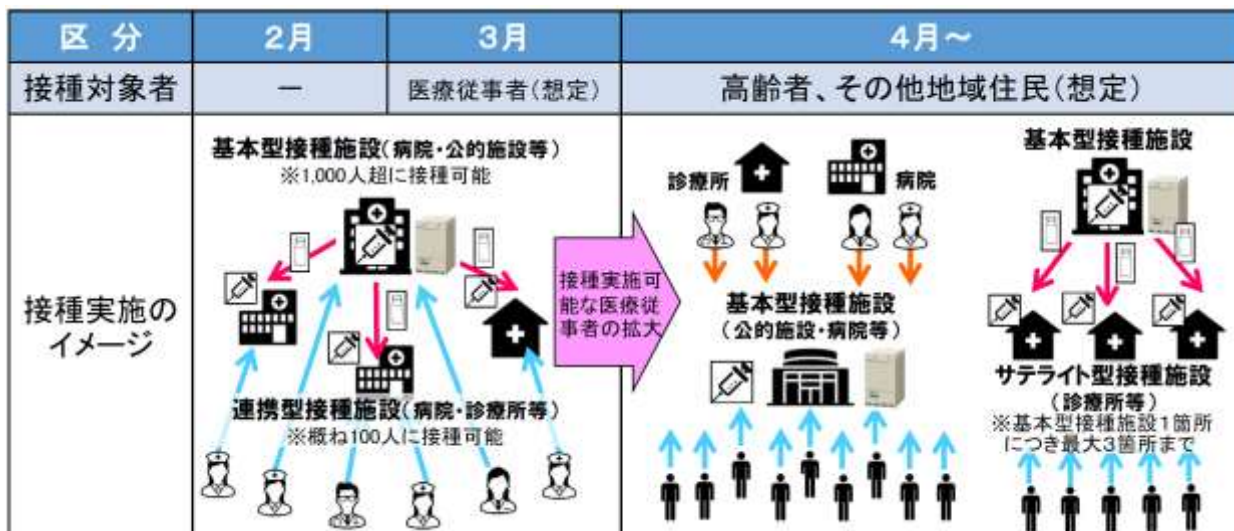 区 分
2月
3月
4月～
接種対象者
－
医療従事者(想定)
高齢者、その他地域住民(想定)
接種実施の
イメージ
基本型接種施設(病院・公的施設等)
※1,000人超に接種可能
連携型接種施設(病院・診療所等)
※概ね100人に接種可能
接種実施可
能な医療従
事者の拡大
診療所
病院
基本型接種施設
(公的施設・病院等)
基本型接種施設
サテライト型接種施設
(診療所等)
※基本型接種施設1箇所
につき最大3箇所まで